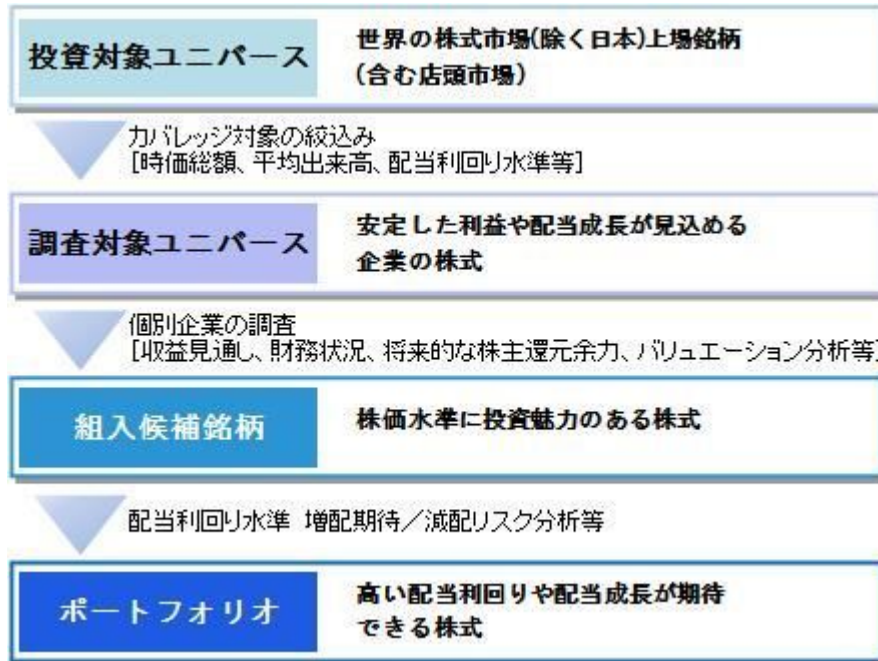 投資対象ユニバース
世界の株式市場(除く日本)上場銘柄
(含む店頭市場)
カバレッジ対象の絞込み
[時価総額、平均出来高、配当利回り水準等]
調査対象ユニバース
安定した利益や配当成長が見込める
企業の株式
個別企業の調査
[収益見通し、財務状況、将来的な株主還元余力、バリュエーション分析等]
組入候補銘柄
株価水準に投資魅力のある株式
配当利回り水準 増配期待／減配リスク分析等
ポートフォリオ
高い配当利回りや配当成長が期待
できる株式